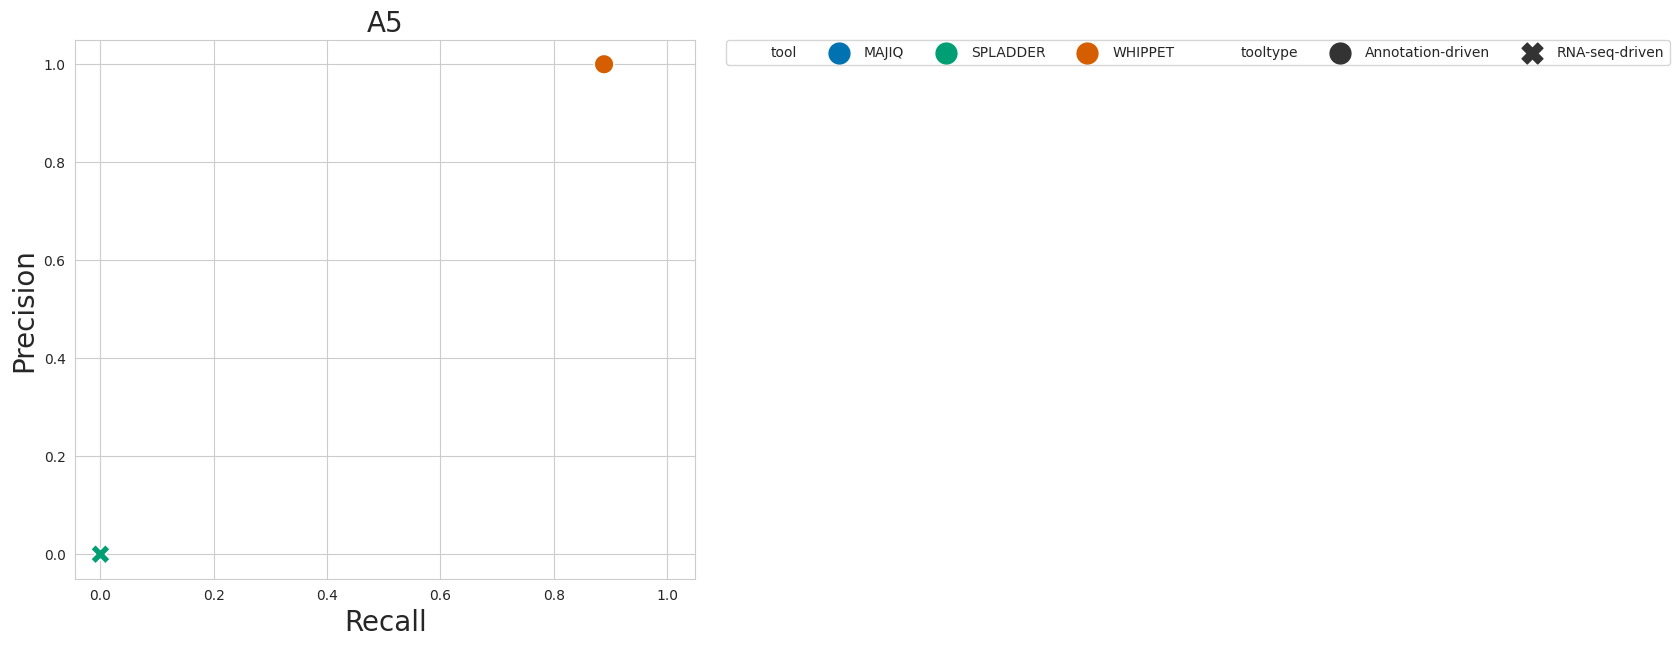 A5
tool MAJIQ SPLADDER WHIPPET tooltype Annotation-driven RNA-seq-driven
Precision
1.0
0.8
0.6
0.4
0.2
0.0
0.0 0.2 0.4 0.6 0.8 1.0
Recall